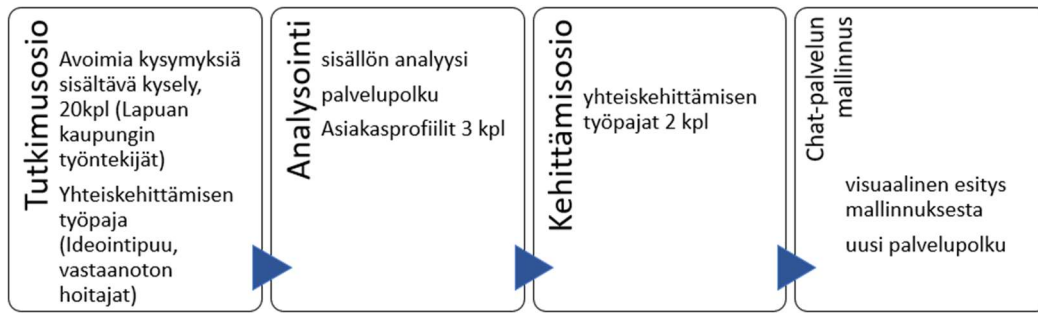 Tutkimusosio
Avoimia kysymyksiä
sisältävä kysely,
20kpl (Lapuan
kaupungin
työntekijät)
Yhteiskehittämisen
työpaja
(Ideointipuu,
vastaanoton
hoitajat)
Analysointi
sisällön analyysi
palvelupolku
Asiakasprofiilit 3 kpl
Kehittämisosio
yhteiskehittämisen
työpajat 2 kpl
Chat-palvelun
mallinnus
visuaalinen esitys
mallinnuksesta
uusi palvelupolku